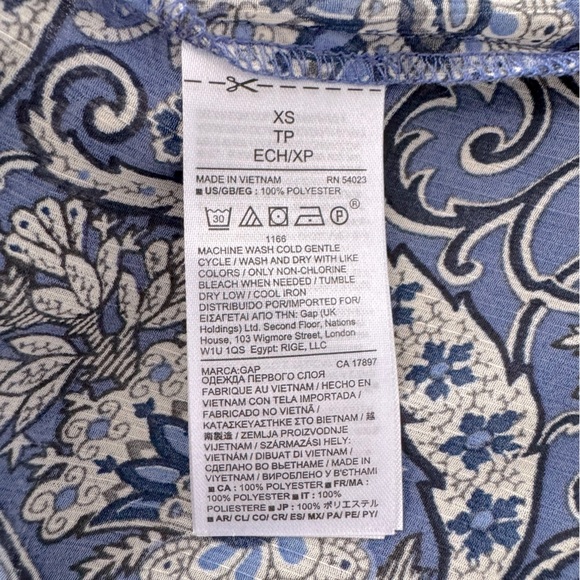 XS
TP
ECH/XP
MADE IN VIETNAM RN 54023
■ US/GB/EG : 100% POLYESTER
30 P ®
1166
MACHINE WASH COLD GENTLE
CYCLE / WASH AND DRY WITH LIKE
COLORS / ONLY NON-CHLORINE
BLEACH WHEN NEEDED / TUMBLE
DRY LOW / COOL IRON
DISTRIBUIDO POR/IMPORTED FOR/
ΕΙΣΑΓΕΤΑΙ ΑΠΟ ΤΗΝ: Gap (UK
Holdings) Ltd. Second Floor, Nations
House, 103 Wigmore Street, London
W1U 1QS Egypt: RIGE, LLC
MARCA:GAP CA 17897
ОДЕЖДА ПЕРВОГО СЛОЯ
FABRIQUE AU VIETNAM / HECHO EN
VIETNAM CON TELA IMPORTADA /
FABRICADO NO VIETNÃ /
ΚΑΤΑΣΚΕΥΑΣΤΗΚΕ ΣΤΟ ΒΙΕΤΝΑΜ / 越
南製造 / ZEMLJA PROIZVODNJE
VIJETNAM / SZÁRMAZÁSI HELY:
VIETNÁM / DIBUAT DI VIETNAM /
СДЕЛАНО ВО ВЬЕТНАМЕ / MADE IN
VIYETNAM / ВИРОБЛЕНО У В'ЄТНАМІ
■ CA : 100% POLYESTER ■ FR/MA :
100% POLYESTER ■ IT : 100%
POLIESTERE ■ JP : 100% ポリエステル
■ AR/ CL/ CO/ CR/ ES/ MX/ PA/ PE/ PY/